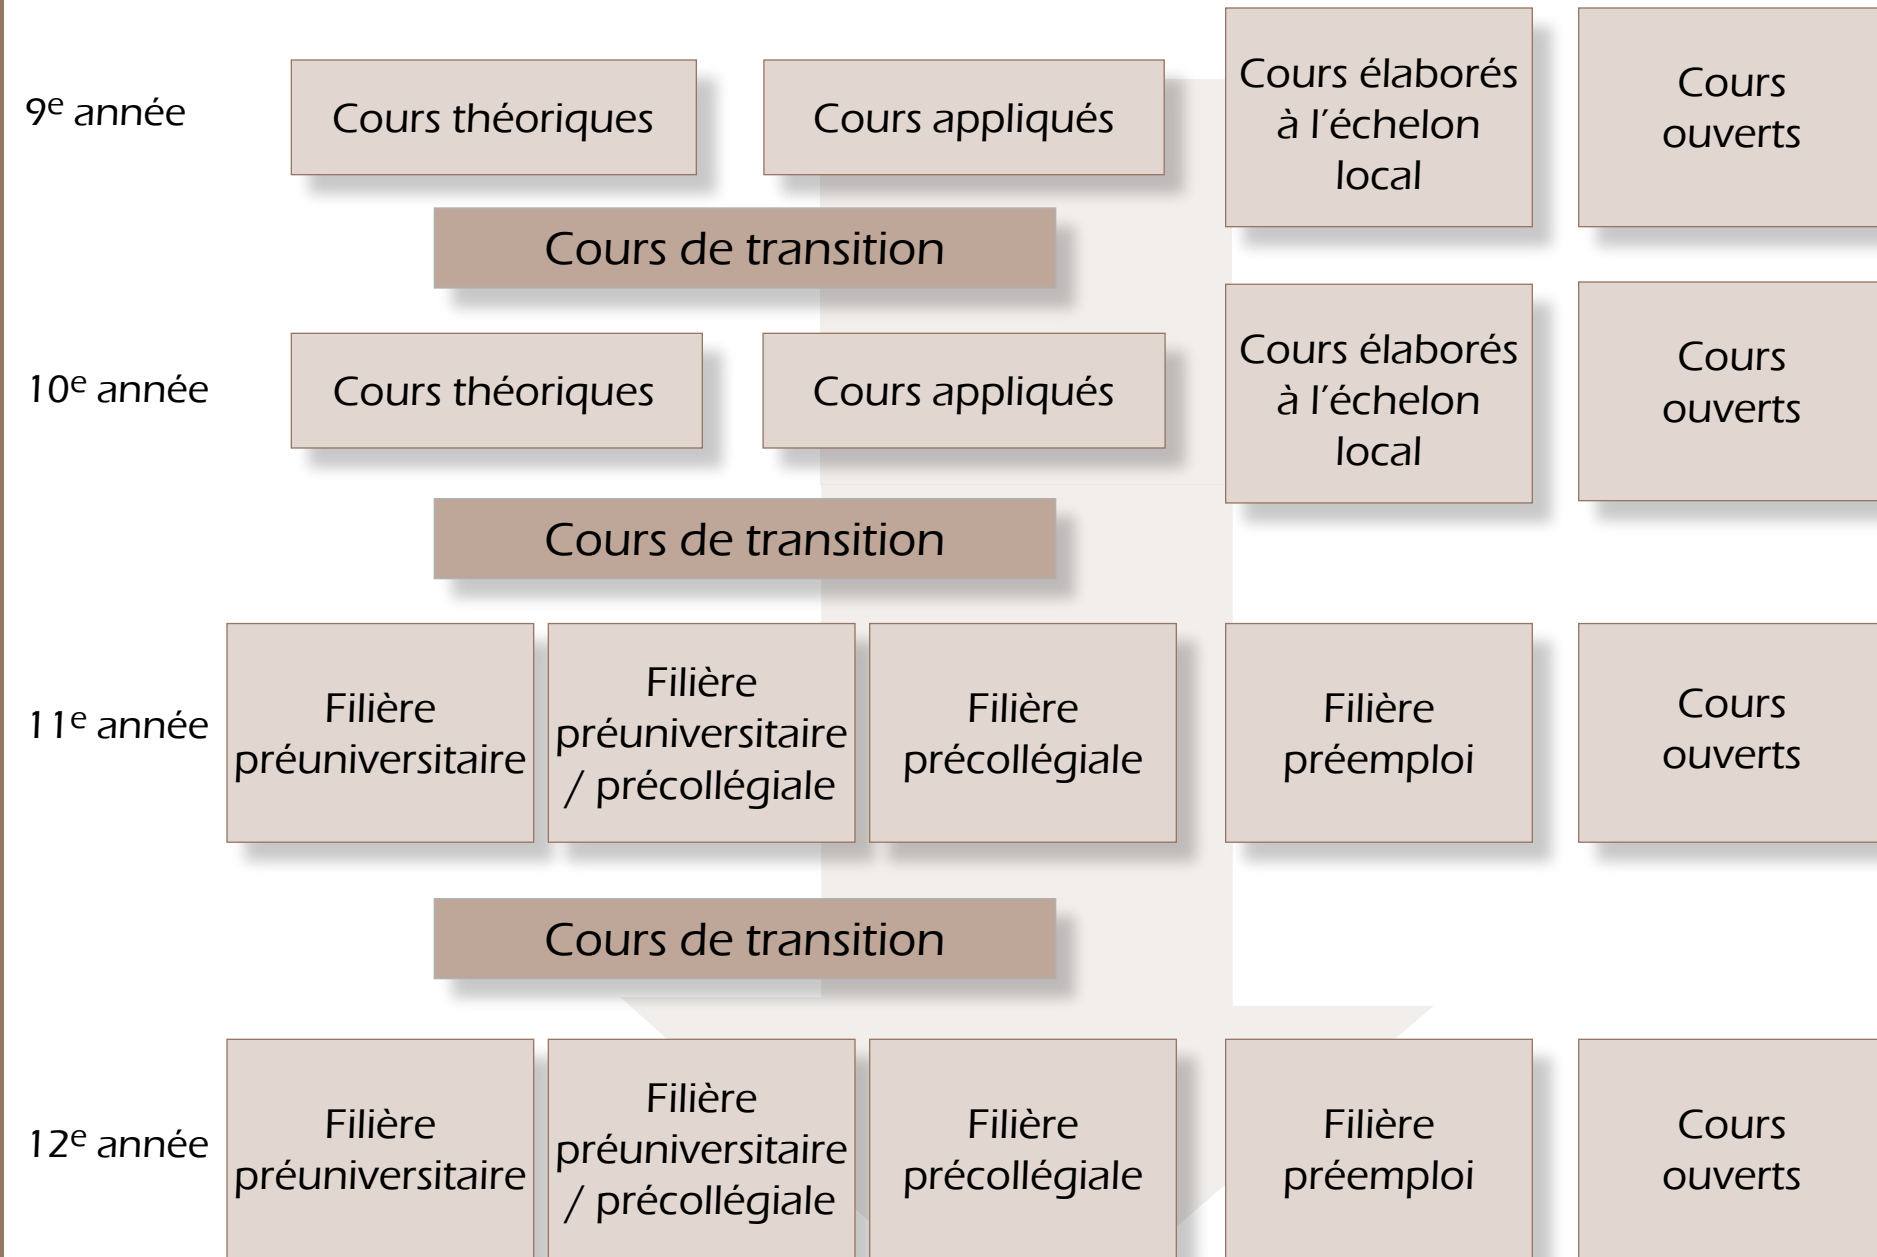 9e année
Cours théoriques
Cours appliqués
Cours élaborés
à l’échelon
local
Cours
ouverts
Cours de transition
10e année
Cours théoriques
Cours appliqués
Cours élaborés
à l’échelon
local
Cours
ouverts
Cours de transition
11e année
Filière
préuniversitaire
Filière
préuniversitaire
/ précollégiale
Filière
précollégiale
Filière
préemploi
Cours
ouverts
Cours de transition
12e année
Filière
préuniversitaire
Filière
préuniversitaire
/ précollégiale
Filière
précollégiale
Filière
préemploi
Cours
ouverts